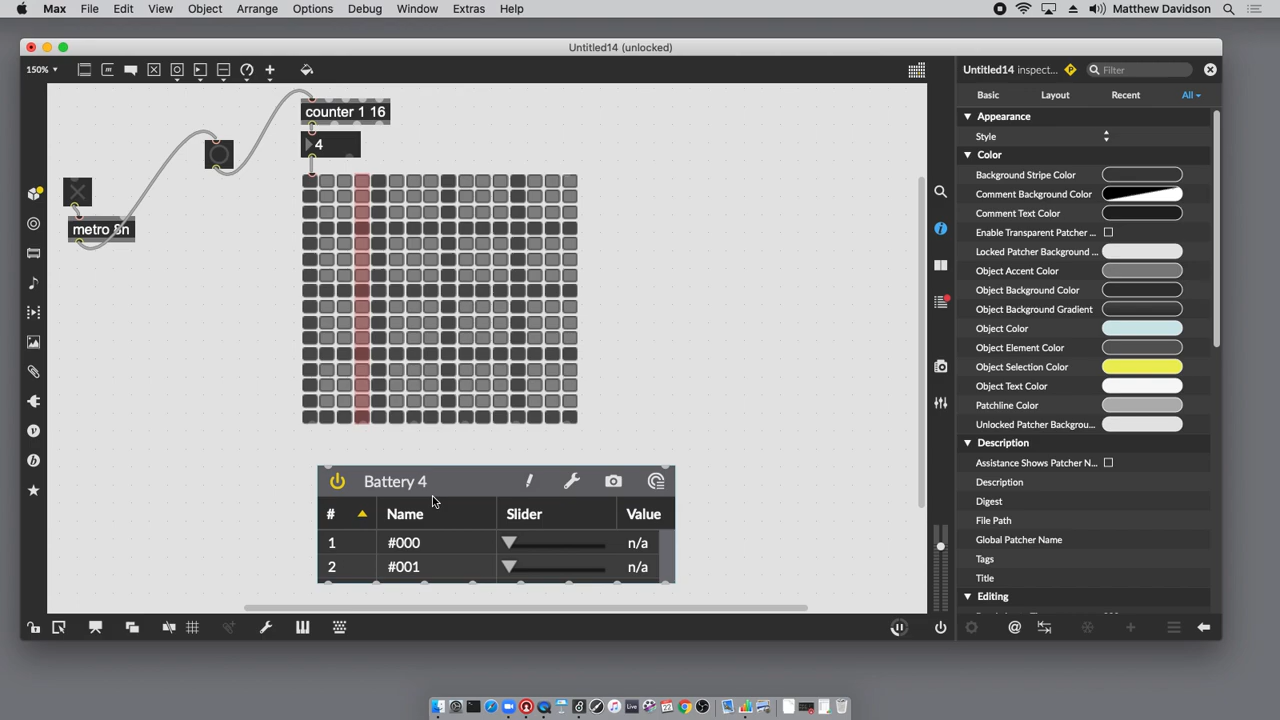 Max File Edit View Object Arrange Options Debug Window Extras Help Matthew Davidson
Untitled14 (unlocked)
150%
Untitled14 inspect... P Filter
Basic Layout Recent All
counter 1 16
4
metro 8n
Appearance
Style
Color
Background Stripe Color
Comment Background Color
Comment Text Color
Enable Transparent Patcher ...
Locked Patcher Background ...
Object Accent Color
Object Background Color
Object Background Gradient
Object Color
Object Element Color
Object Selection Color
Object Text Color
Patchline Color
Unlocked Patcher Backgrou...
Description
Assistance Shows Patcher N...
Description
Digest
File Path
Global Patcher Name
Tags
Title
Editing
Battery 4
# Name Slider Value
1 #000 n/a
2 #001 n/a